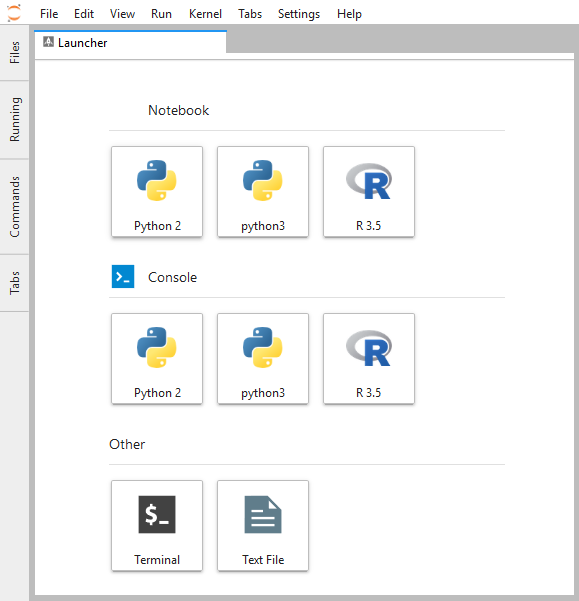 File Edit View Run Kernel Tabs Settings Help
Files
Running
Commands
Tabs
Launcher
Notebook
Python 2 python3 R 3.5
Console
Python 2 python3 R 3.5
Other
$_
Terminal Text File